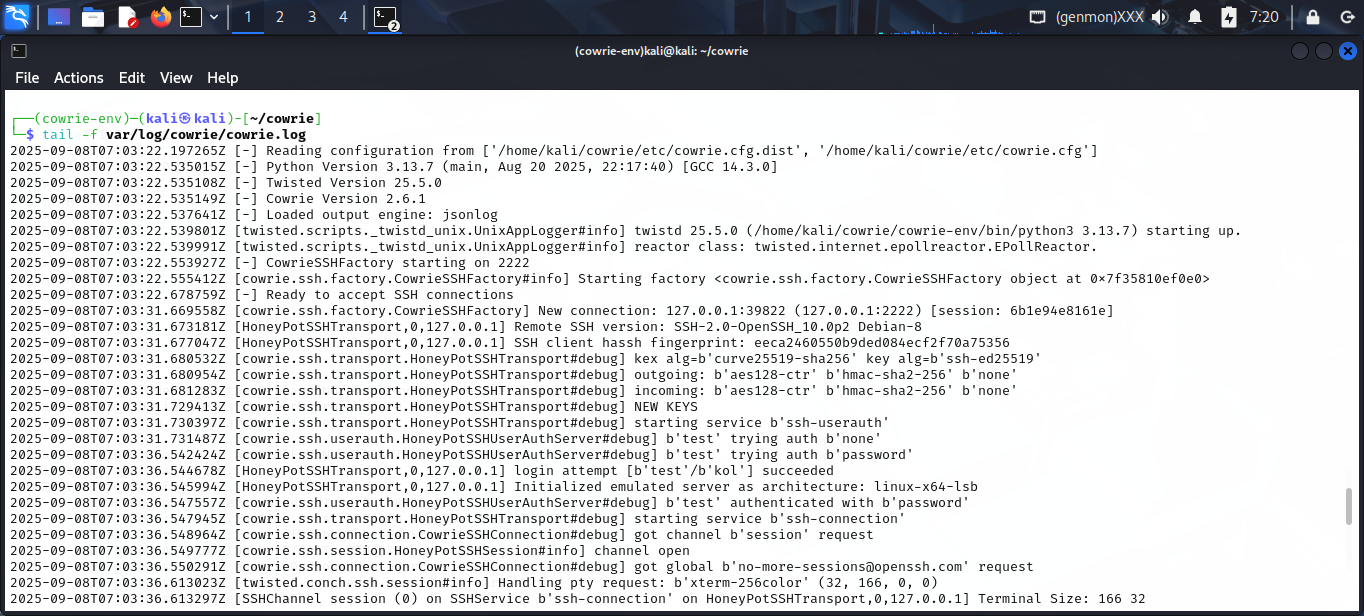 1 2 3 4 2 (genmon)XXX 7:20
(cowrie-env)kali@kali: ~/cowrie
File Actions Edit View Help
(cowrie-env)-(kali㉿kali)-[~/cowrie]
$ tail -f var/log/cowrie/cowrie.log
2025-09-08T07:03:22.197265Z [-] Reading configuration from ['/home/kali/cowrie/etc/cowrie.cfg.dist', '/home/kali/cowrie/etc/cowrie.cfg']
2025-09-08T07:03:22.535015Z [-] Python Version 3.13.7 (main, Aug 20 2025, 22:17:40) [GCC 14.3.0]
2025-09-08T07:03:22.535108Z [-] Twisted Version 25.5.0
2025-09-08T07:03:22.535149Z [-] Cowrie Version 2.6.1
2025-09-08T07:03:22.537641Z [-] Loaded output engine: jsonlog
2025-09-08T07:03:22.539801Z [twisted.scripts._twistd_unix.UnixAppLogger#info] twistd 25.5.0 (/home/kali/cowrie/cowrie-env/bin/python3 3.13.7) starting up.
2025-09-08T07:03:22.539991Z [twisted.scripts._twistd_unix.UnixAppLogger#info] reactor class: twisted.internet.epollreactor.EPollReactor.
2025-09-08T07:03:22.553927Z [-] CowrieSSHFactory starting on 2222
2025-09-08T07:03:22.555412Z [cowrie.ssh.factory.CowrieSSHFactory#info] Starting factory <cowrie.ssh.factory.CowrieSSHFactory object at 0×7f35810ef0e0>
2025-09-08T07:03:22.678759Z [-] Ready to accept SSH connections
2025-09-08T07:03:31.669558Z [cowrie.ssh.factory.CowrieSSHFactory] New connection: 127.0.0.1:39822 (127.0.0.1:2222) [session: 6b1e94e8161e]
2025-09-08T07:03:31.673181Z [HoneyPotSSHTransport,0,127.0.0.1] Remote SSH version: SSH-2.0-OpenSSH_10.0p2 Debian-8
2025-09-08T07:03:31.677047Z [HoneyPotSSHTransport,0,127.0.0.1] SSH client hassh fingerprint: eeca2460550b9ded084ecf2f70a75356
2025-09-08T07:03:31.680532Z [cowrie.ssh.transport.HoneyPotSSHTransport#debug] kex alg=b'curve25519-sha256' key alg=b'ssh-ed25519'
2025-09-08T07:03:31.680954Z [cowrie.ssh.transport.HoneyPotSSHTransport#debug] outgoing: b'aes128-ctr' b'hmac-sha2-256' b'none'
2025-09-08T07:03:31.681283Z [cowrie.ssh.transport.HoneyPotSSHTransport#debug] incoming: b'aes128-ctr' b'hmac-sha2-256' b'none'
2025-09-08T07:03:31.729413Z [cowrie.ssh.transport.HoneyPotSSHTransport#debug] NEW KEYS
2025-09-08T07:03:31.730397Z [cowrie.ssh.transport.HoneyPotSSHTransport#debug] starting service b'ssh-userauth'
2025-09-08T07:03:31.731487Z [cowrie.ssh.userauth.HoneyPotSSHUserAuthServer#debug] b'test' trying auth b'none'
2025-09-08T07:03:36.542424Z [cowrie.ssh.userauth.HoneyPotSSHUserAuthServer#debug] b'test' trying auth b'password'
2025-09-08T07:03:36.544678Z [HoneyPotSSHTransport,0,127.0.0.1] login attempt [b'test'/b'kol'] succeeded
2025-09-08T07:03:36.545994Z [HoneyPotSSHTransport,0,127.0.0.1] Initialized emulated server as architecture: linux-x64-lsb
2025-09-08T07:03:36.547557Z [cowrie.ssh.userauth.HoneyPotSSHUserAuthServer#debug] b'test' authenticated with b'password'
2025-09-08T07:03:36.547945Z [cowrie.ssh.transport.HoneyPotSSHTransport#debug] starting service b'ssh-connection'
2025-09-08T07:03:36.548964Z [cowrie.ssh.connection.CowrieSSHConnection#debug] got channel b'session' request
2025-09-08T07:03:36.549777Z [cowrie.ssh.session.HoneyPotSSHSession#info] channel open
2025-09-08T07:03:36.550291Z [cowrie.ssh.connection.CowrieSSHConnection#debug] got global b'no-more-sessions@openssh.com' request
2025-09-08T07:03:36.613023Z [twisted.conch.ssh.session#info] Handling pty request: b'xterm-256color' (32, 166, 0, 0)
2025-09-08T07:03:36.613297Z [SSHChannel session (0) on SSHService b'ssh-connection' on HoneyPotSSHTransport,0,127.0.0.1] Terminal Size: 166 32